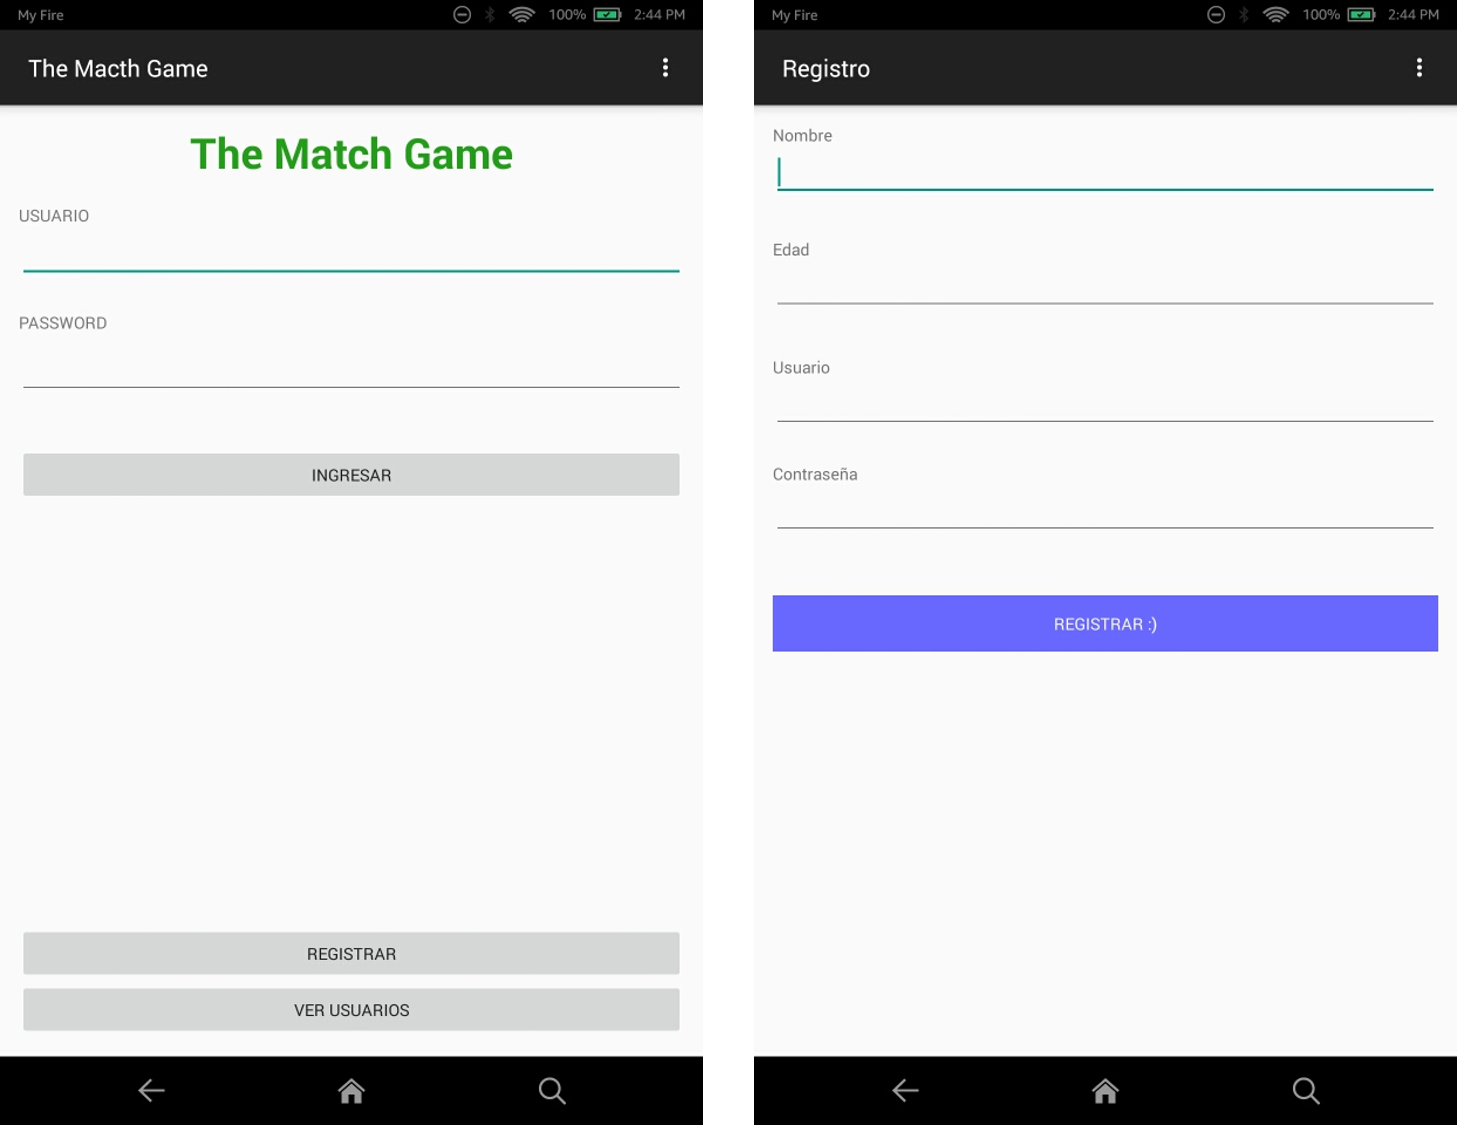 My Fire 100% 2:44 PM
The Macth Game
The Match Game
USUARIO
PASSWORD
INGRESAR
REGISTRAR
VER USUARIOS
My Fire 100% 2:44 PM
Registro
Nombre
Edad
Usuario
Contraseña
REGISTRAR :)